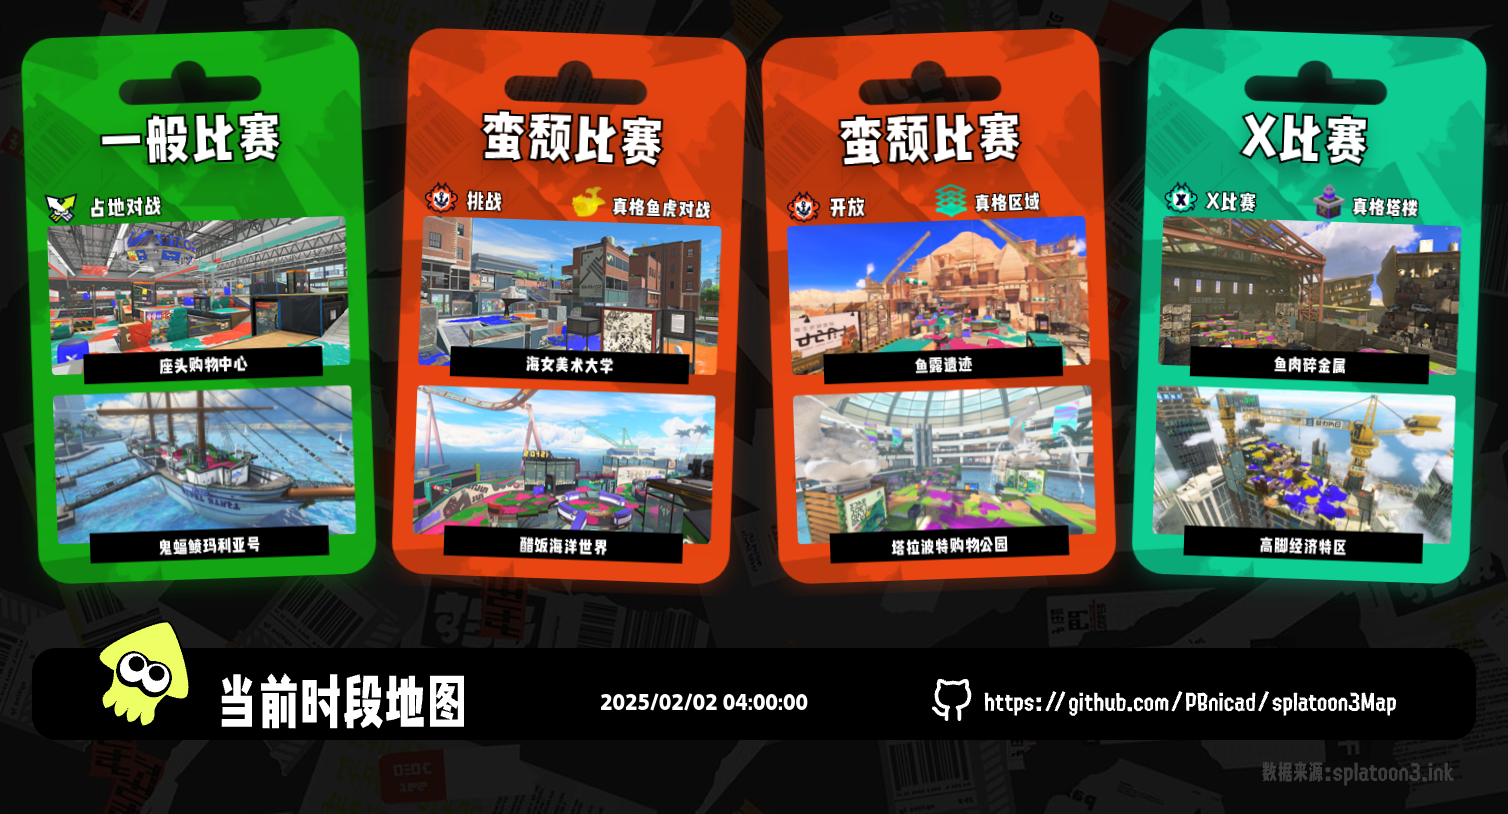 一般比赛
占地对战
座头购物中心
鬼蝠鲼玛利亚号
蛮颓比赛
挑战
真格鱼虎对战
海女美术大学
醋饭海洋世界
蛮颓比赛
开放
真格区域
鱼露遗迹
塔拉波特购物公园
X比赛
X比赛
真格塔楼
鱼肉碎金属
高脚经济特区
当前时段地图
2025/02/02 04:00:00
https://github.com/PBnicad/splatoon3Map
数据来源:splatoon3.ink